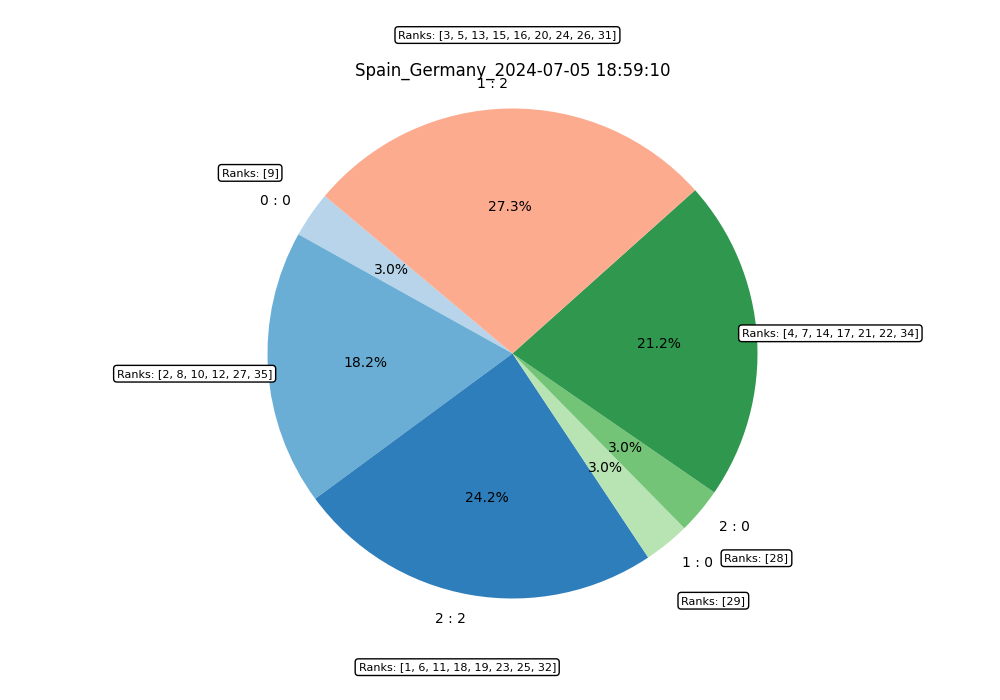 Ranks: [3, 5, 13, 15, 16, 20, 24, 26, 31]
Spain_Germany_2024-07-05 18:59:10
1 : 2
Ranks: [9]
0 : 0
27.3%
3.0%
Ranks: [4, 7, 14, 17, 21, 22, 34]
21.2%
18.2%
Ranks: [2, 8, 10, 12, 27, 35]
3.0%
3.0%
24.2%
2 : 0
1 : 0
Ranks: [28]
Ranks: [29]
2 : 2
Ranks: [1, 6, 11, 18, 19, 23, 25, 32]